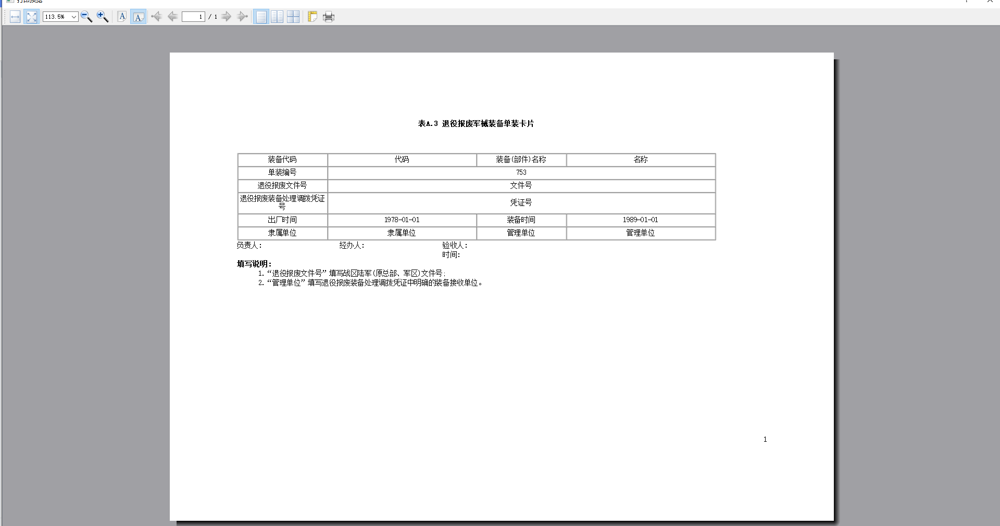 打印预览
113.5%
1 / 1
表A.3 退役报废军械装备单装卡片
装备代码 代码 装备(部件)名称 名称
单装编号 753
退役报废文件号 文件号
退役报废装备处理调拨凭证
号 凭证号
出厂时间 1978-01-01 装备时间 1989-01-01
隶属单位 隶属单位 管理单位 管理单位
负责人: 经办人: 验收人:
时间:
填写说明:
1.“退役报废文件号”填写战区陆军(原总部、军区)文件号;
2.“管理单位”填写退役报废装备处理调拨凭证中明确的装备接收单位。
1